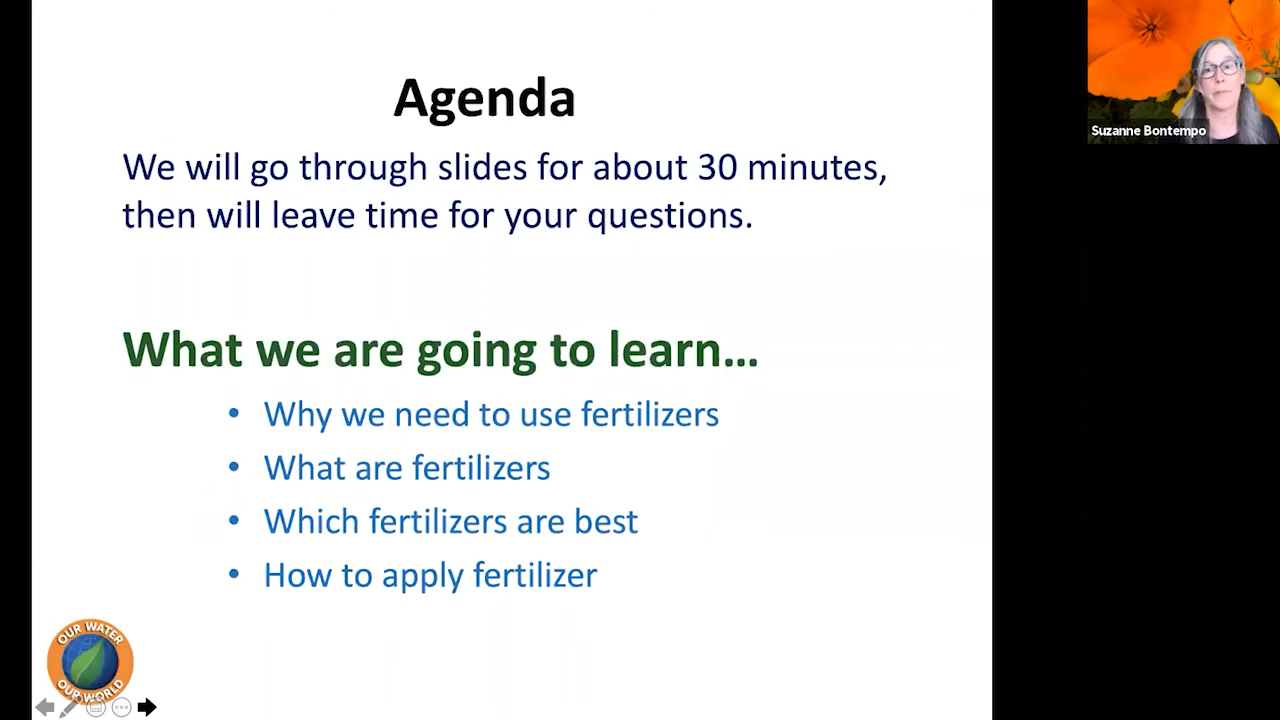 Agenda
We will go through slides for about 30 minutes,
then will leave time for your questions.
What we are going to learn…
• Why we need to use fertilizers
• What are fertilizers
• Which fertilizers are best
• How to apply fertilizer
OUR WATER
OUR WORLD
Suzanne Bontempo